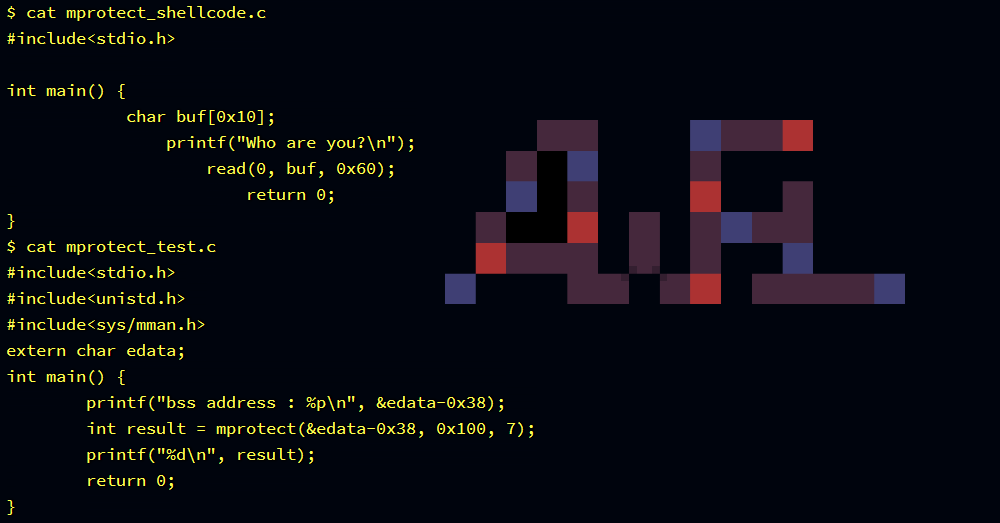 $ cat mprotect_shellcode.c
#include<stdio.h>
int main() {
char buf[0x10];
printf("Who are you?\n");
read(0, buf, 0x60);
return 0;
}
$ cat mprotect_test.c
#include<stdio.h>
#include<unistd.h>
#include<sys/mman.h>
extern char edata;
int main() {
printf("bss address : %p\n", &edata-0x38);
int result = mprotect(&edata-0x38, 0x100, 7);
printf("%d\n", result);
return 0;
}